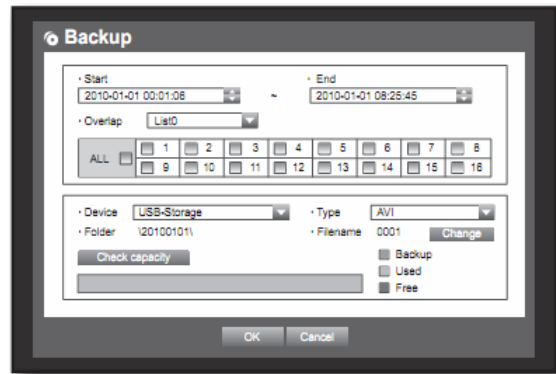 Backup
· Start · End
2010-01-01 00:01:06 ~ 2010-01-01 08:25:45
· Overlap List0
ALL 1 2 3 4 5 6 7 8
9 10 11 12 13 14 15 16
· Device USB-Storage · Type AVI
· Folder \20100101\ · Filename 0001 Change
Check capacity Backup
Used
Free
OK Cancel